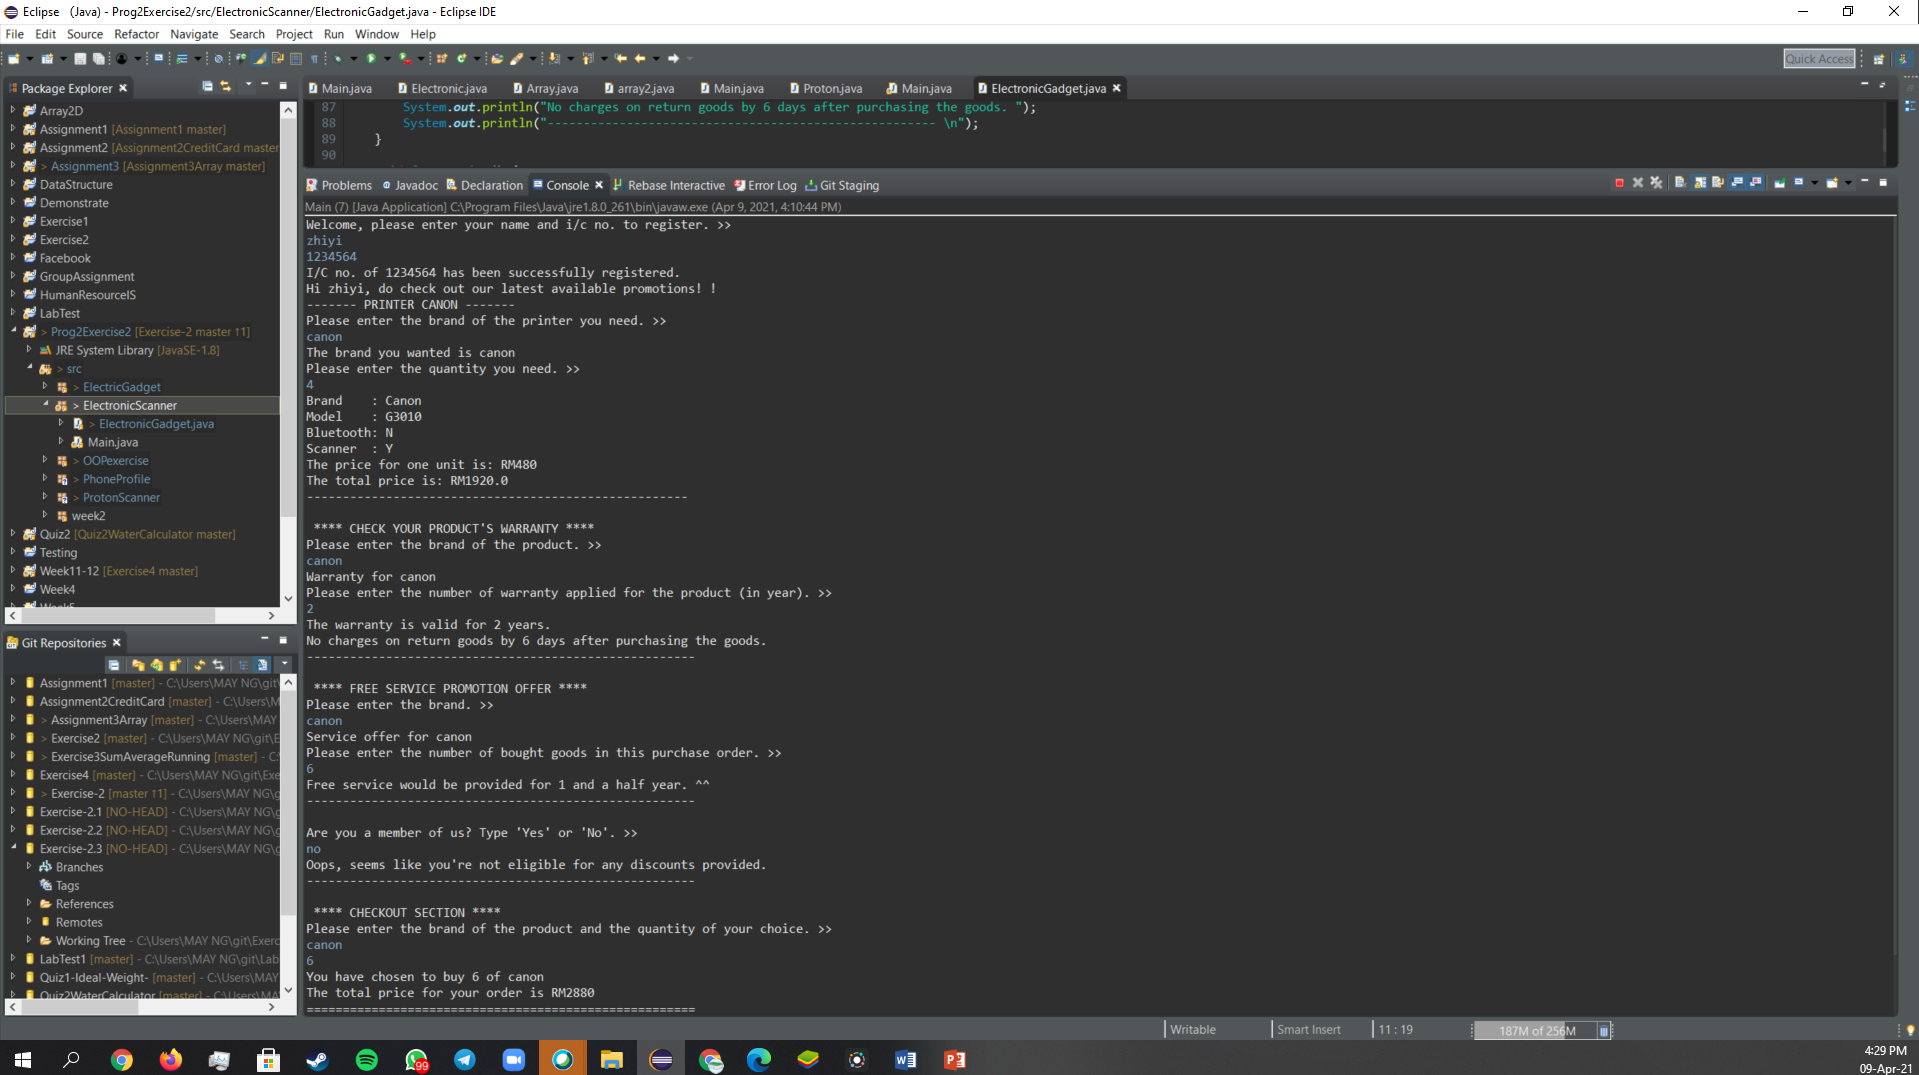 Eclipse (Java) - Prog2Exercise2/src/ElectronicScanner/ElectronicGadget.java - Eclipse IDE
File Edit Source Refactor Navigate Search Project Run Window Help
Quick Access
Package Explorer
Array2D
Assignment1 [Assignment1 master]
Assignment2 [Assignment2CreditCard master
> Assignment3 [Assignment3Array master]
DataStructure
Demonstrate
Exercise1
Exercise2
Facebook
GroupAssignment
HumanResourceIS
LabTest
> Prog2Exercise2 [Exercise-2 master ↑1]
JRE System Library [JavaSE-1.8]
> src
> ElectricGadget
> ElectronicScanner
> ElectronicGadget.java
Main.java
> OOPexercise
> PhoneProfile
> ProtonScanner
week2
Quiz2 [Quiz2WaterCalculator master]
Testing
Week11-12 [Exercise4 master]
Week4
Week5
Git Repositories
Assignment1 [master] - C:\Users\MAY NG\git\
Assignment2CreditCard [master] - C:\Users\M
> Assignment3Array [master] - C:\Users\MAY
> Exercise2 [master] - C:\Users\MAY NG\git\E
> Exercise3SumAverageRunning [master] - C:
Exercise4 [master] - C:\Users\MAY NG\git\Exe
> Exercise-2 [master ↑1] - C:\Users\MAY NG\g
Exercise-2.1 [NO-HEAD] - C:\Users\MAY NG\g
Exercise-2.2 [NO-HEAD] - C:\Users\MAY NG\g
Exercise-2.3 [NO-HEAD] - C:\Users\MAY NG\g
Branches
Tags
References
Remotes
Working Tree - C:\Users\MAY NG\git\Exerc
LabTest1 [master] - C:\Users\MAY NG\git\Lab
Quiz1-Ideal-Weight- [master] - C:\Users\MAY
Quiz2WaterCalculator [master] - C:\Users\MA
Main.java Electronic.java Array.java array2.java Main.java Proton.java Main.java ElectronicGadget.java
87 System.out.println("No charges on return goods by 6 days after purchasing the goods. ");
88 System.out.println("------------------------------------------------------ \n");
89 }
90
Problems Javadoc Declaration Console Rebase Interactive Error Log Git Staging
Main (7) [Java Application] C:\Program Files\Java\jre1.8.0_261\bin\javaw.exe (Apr 9, 2021, 4:10:44 PM)
Welcome, please enter your name and i/c no. to register. >>
zhiyi
1234564
I/C no. of 1234564 has been successfully registered.
Hi zhiyi, do check out our latest available promotions! !
------- PRINTER CANON -------
Please enter the brand of the printer you need. >>
canon
The brand you wanted is canon
Please enter the quantity you need. >>
4
Brand : Canon
Model : G3010
Bluetooth: N
Scanner : Y
The price for one unit is: RM480
The total price is: RM1920.0
-----------------------------------------------------
**** CHECK YOUR PRODUCT'S WARRANTY ****
Please enter the brand of the product. >>
canon
Warranty for canon
Please enter the number of warranty applied for the product (in year). >>
2
The warranty is valid for 2 years.
No charges on return goods by 6 days after purchasing the goods.
------------------------------------------------------
**** FREE SERVICE PROMOTION OFFER ****
Please enter the brand. >>
canon
Service offer for canon
Please enter the number of bought goods in this purchase order. >>
6
Free service would be provided for 1 and a half year. ^^
------------------------------------------------------
Are you a member of us? Type 'Yes' or 'No'. >>
no
Oops, seems like you're not eligible for any discounts provided.
------------------------------------------------------
**** CHECKOUT SECTION ****
Please enter the brand of the product and the quantity of your choice. >>
canon
6
You have chosen to buy 6 of canon
The total price for your order is RM2880
======================================================
Writable Smart Insert 11 : 19 187M of 256M
99
4:29 PM
09-Apr-21